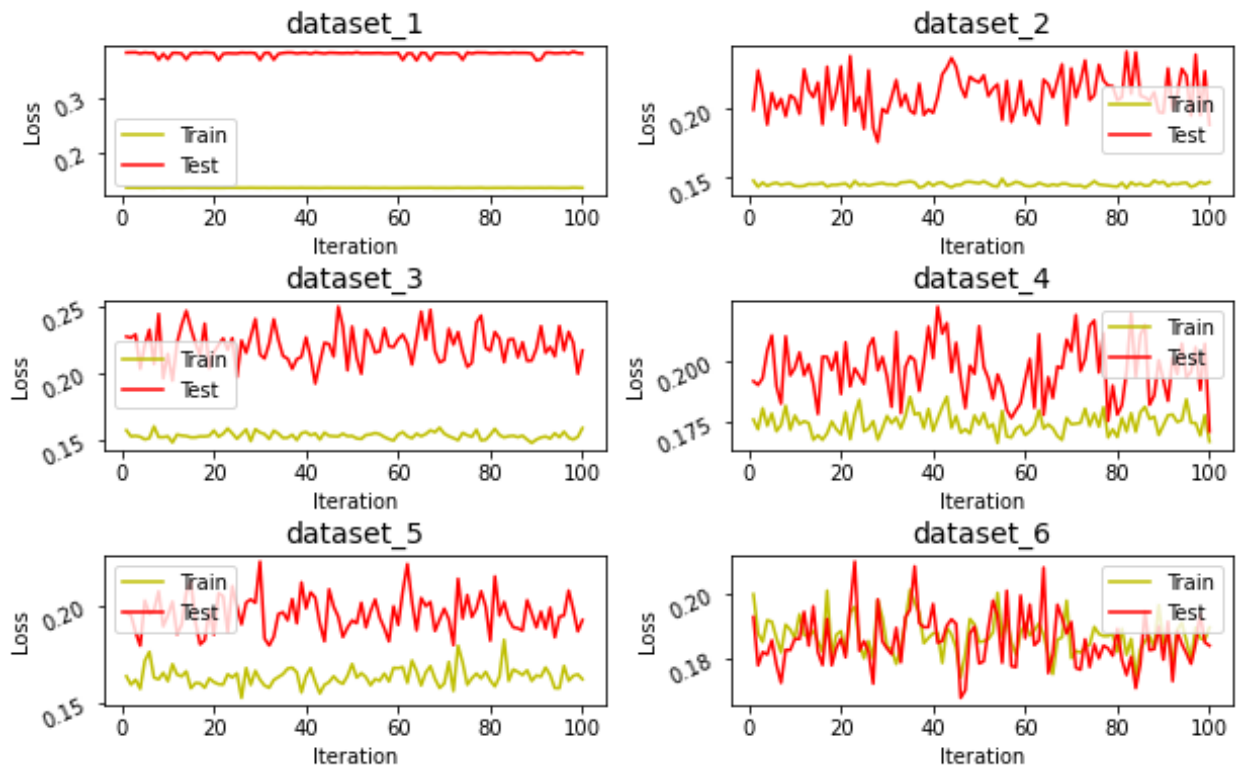 dataset_1
Loss
0.3
0.2
Train
Test
0 20 40 60 80 100
Iteration
dataset_2
Loss
0.20
0.15
Train
Test
0 20 40 60 80 100
Iteration
dataset_3
Loss
0.25
0.20
0.15
Train
Test
0 20 40 60 80 100
Iteration
dataset_4
Loss
0.200
0.175
Train
Test
0 20 40 60 80 100
Iteration
dataset_5
Loss
0.20
0.15
Train
Test
0 20 40 60 80 100
Iteration
dataset_6
Loss
0.20
0.18
Train
Test
0 20 40 60 80 100
Iteration